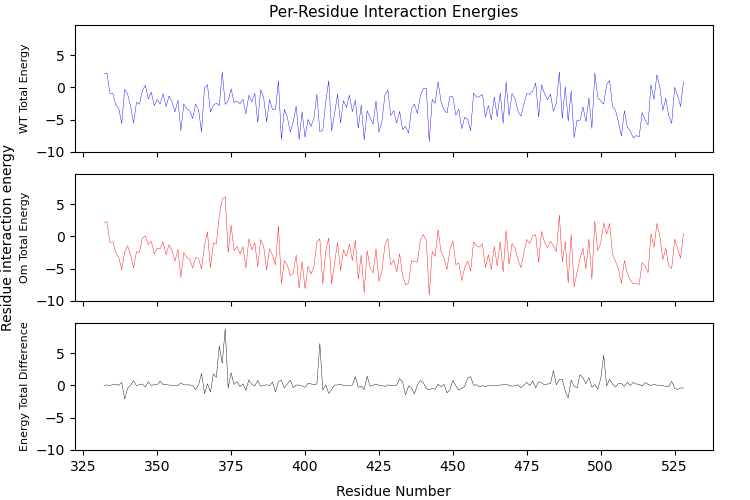 Per-Residue Interaction Energies
Residue interaction energy
WT Total Energy
5
0
−5
−10
Om Total Energy
5
0
−5
−10
Energy Total Difference
5
0
−5
−10
325 350 375 400 425 450 475 500 525
Residue Number